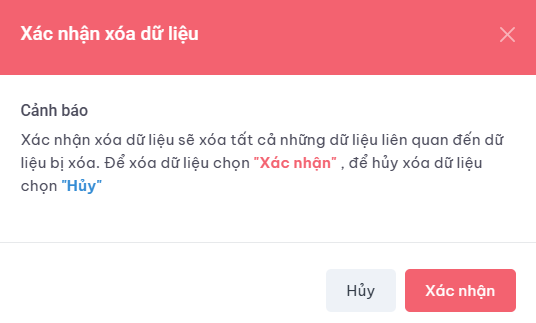 Xác nhận xóa dữ liệu
Cảnh báo
Xác nhận xóa dữ liệu sẽ xóa tất cả những dữ liệu liên quan đến dữ
liệu bị xóa. Để xóa dữ liệu chọn "Xác nhận" , để hủy xóa dữ liệu
chọn "Hủy"
Hủy
Xác nhận